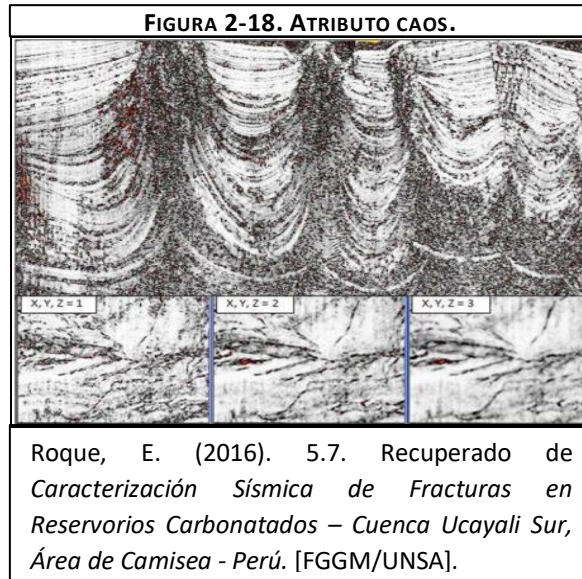 FIGURA 2-18. ATRIBUTO CAOS.
X, Y, Z = 1
X, Y, Z = 2
X, Y, Z = 3
Roque, E. (2016). 5.7. Recuperado de
Caracterización Sísmica de Fracturas en
Reservorios Carbonatados – Cuenca Ucayali Sur,
Área de Camisea - Perú. [FGGM/UNSA].